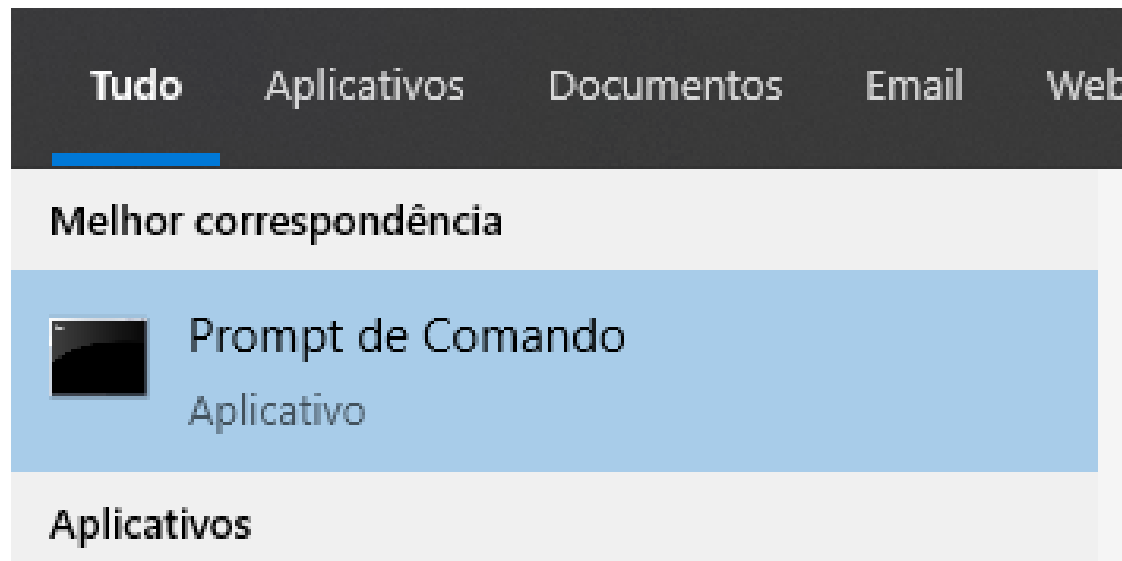 Tudo Aplicativos Documentos Email Web
Melhor correspondência
Prompt de Comando
Aplicativo
Aplicativos